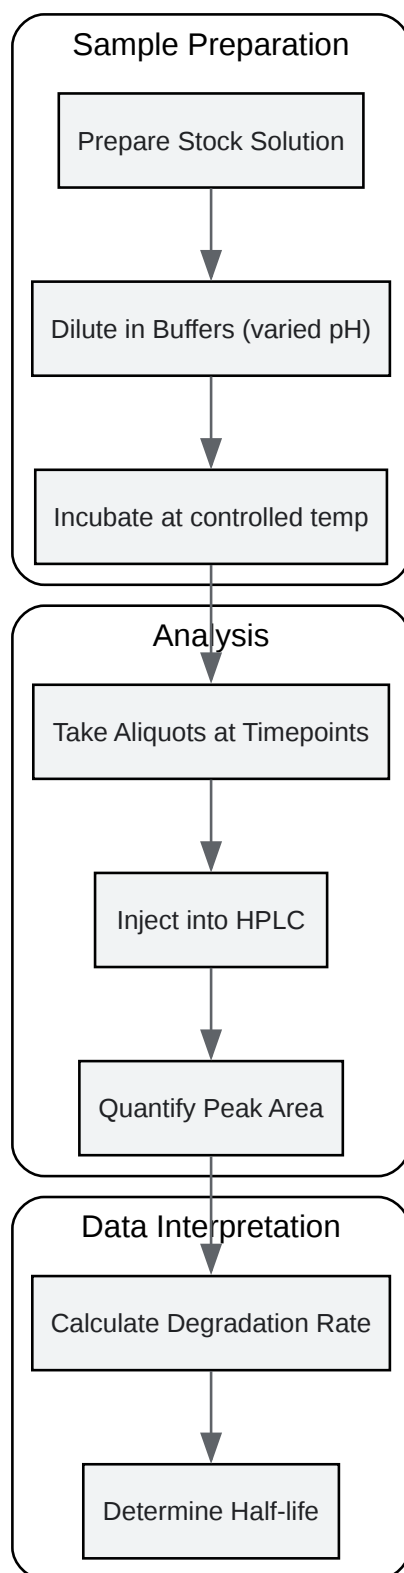 Sample Preparation
Prepare Stock Solution
Dilute in Buffers (varied pH)
Incubate at controlled temp
Analysis
Take Aliquots at Timepoints
Inject into HPLC
Quantify Peak Area
Data Interpretation
Calculate Degradation Rate
Determine Half-life